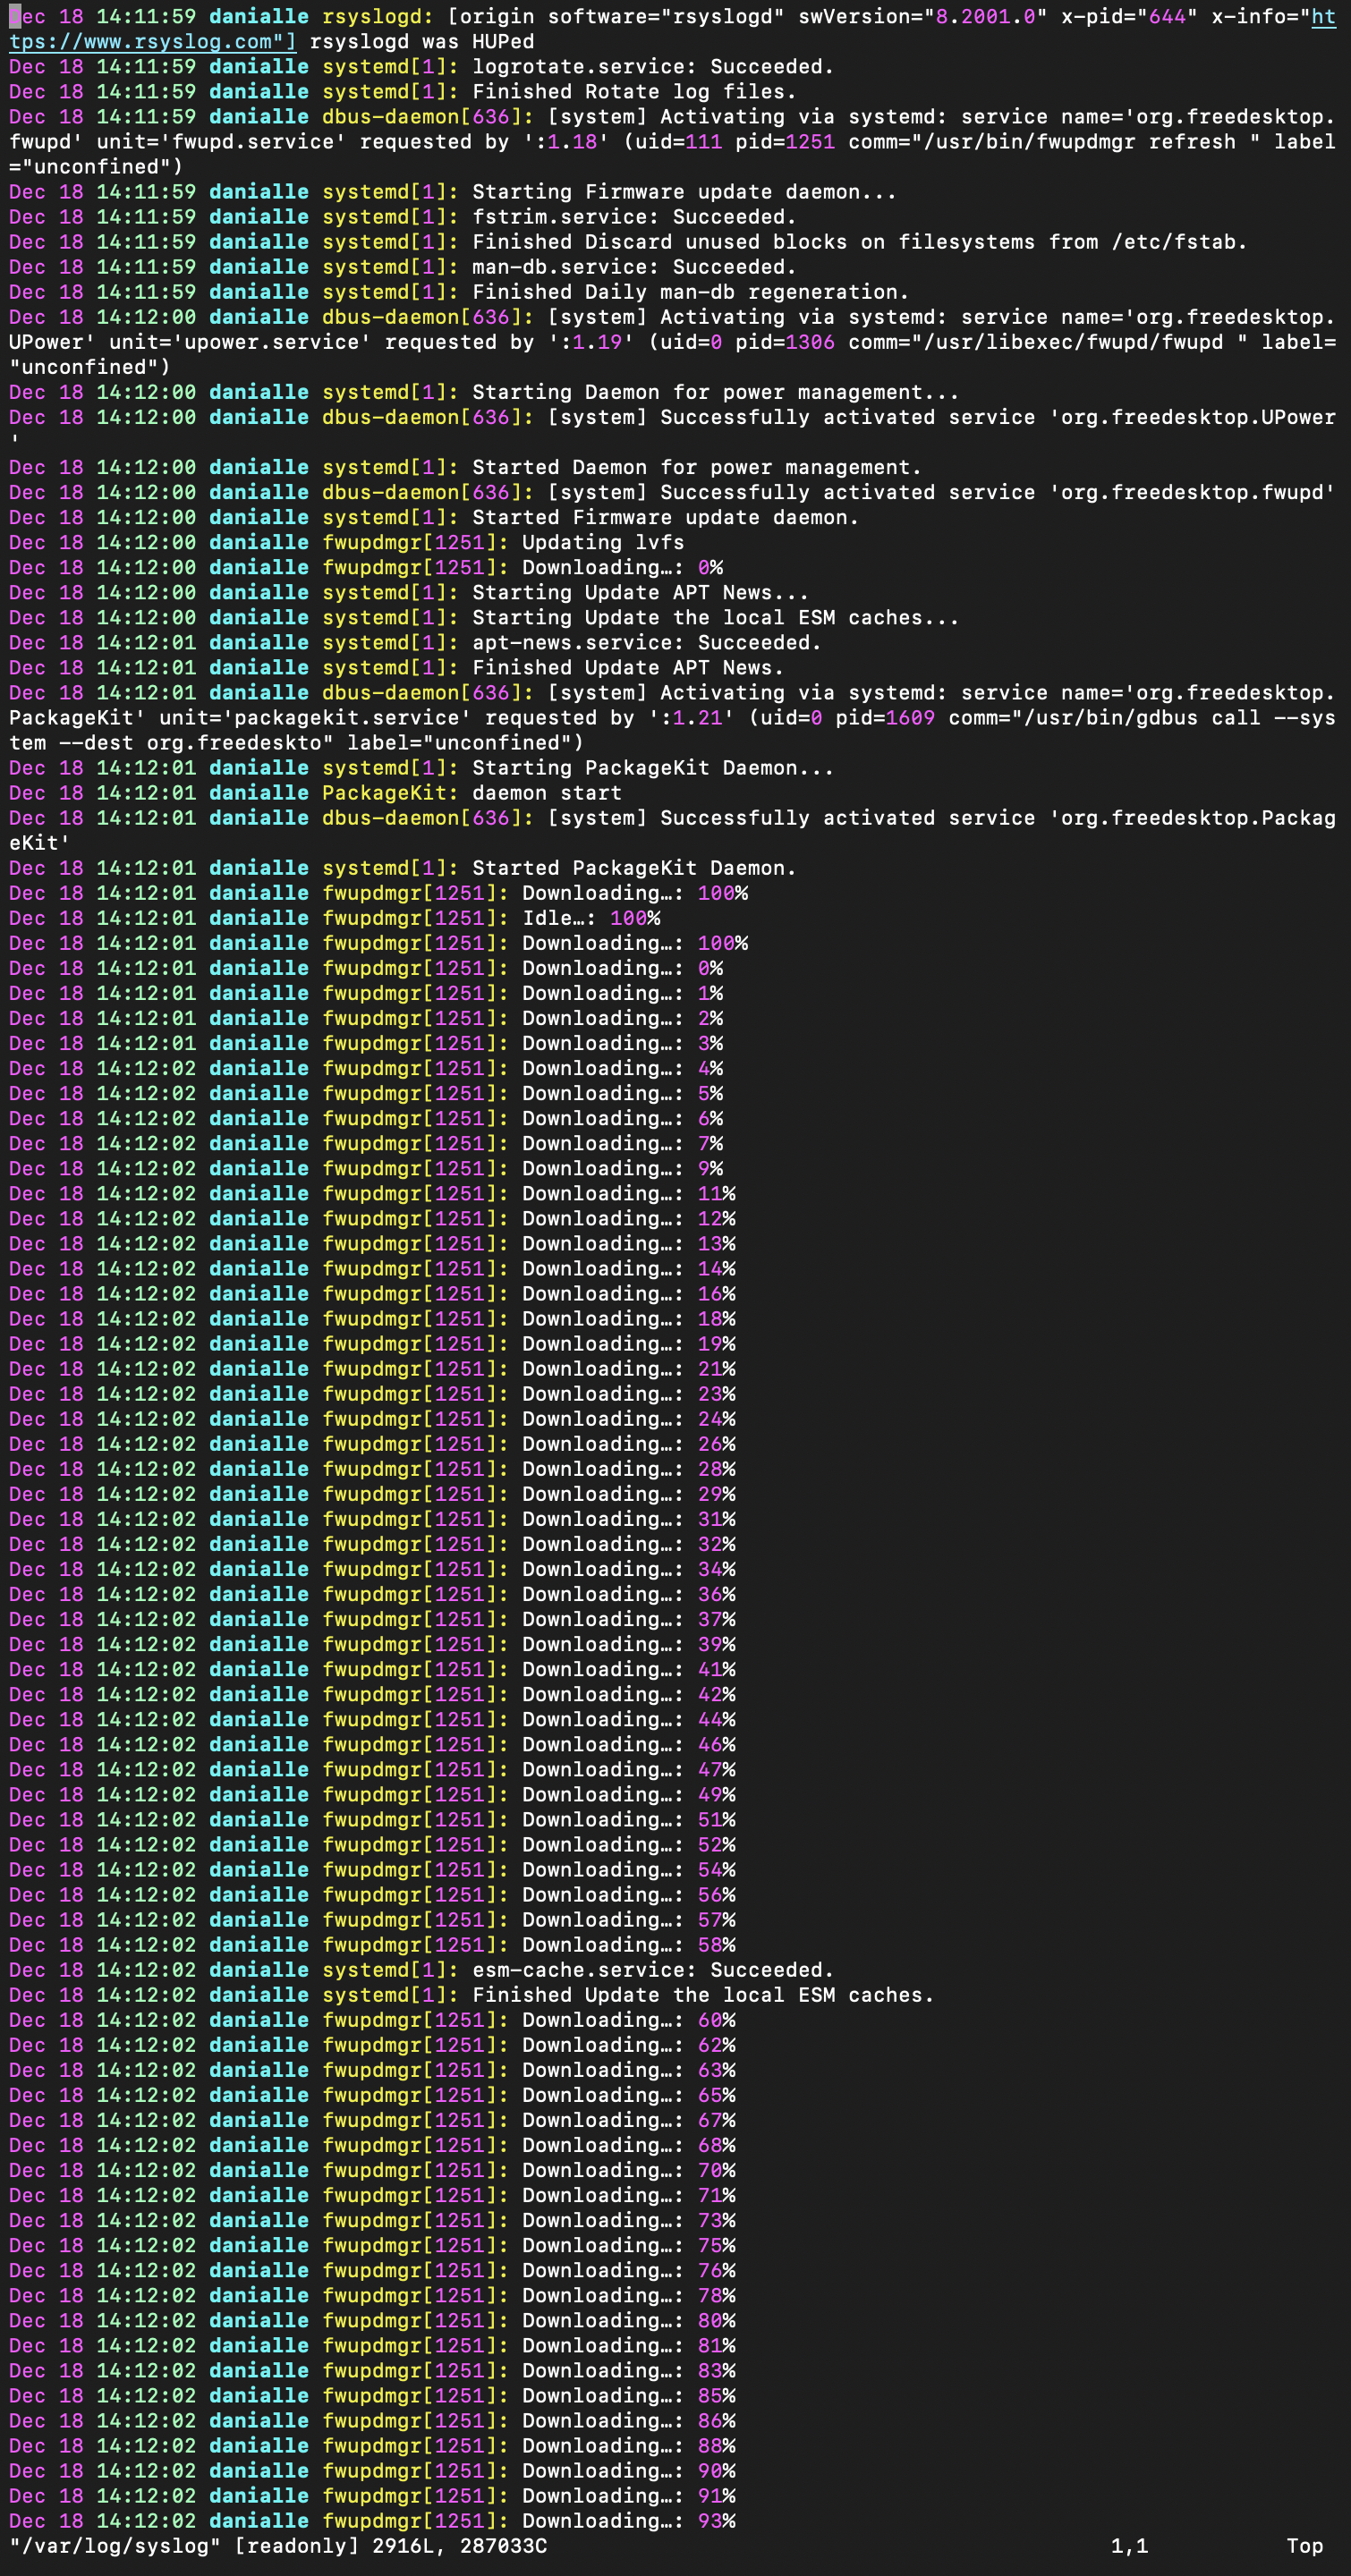 Dec 18 14:11:59 danialle rsyslogd: [origin software="rsyslogd" swVersion="8.2001.0" x-pid="644" x-info="ht
tps://www.rsyslog.com"] rsyslogd was HUPed
Dec 18 14:11:59 danialle systemd[1]: logrotate.service: Succeeded.
Dec 18 14:11:59 danialle systemd[1]: Finished Rotate log files.
Dec 18 14:11:59 danialle dbus-daemon[636]: [system] Activating via systemd: service name='org.freedesktop.
fwupd' unit='fwupd.service' requested by ':1.18' (uid=111 pid=1251 comm="/usr/bin/fwupdmgr refresh " label
="unconfined")
Dec 18 14:11:59 danialle systemd[1]: Starting Firmware update daemon...
Dec 18 14:11:59 danialle systemd[1]: fstrim.service: Succeeded.
Dec 18 14:11:59 danialle systemd[1]: Finished Discard unused blocks on filesystems from /etc/fstab.
Dec 18 14:11:59 danialle systemd[1]: man-db.service: Succeeded.
Dec 18 14:11:59 danialle systemd[1]: Finished Daily man-db regeneration.
Dec 18 14:12:00 danialle dbus-daemon[636]: [system] Activating via systemd: service name='org.freedesktop.
UPower' unit='upower.service' requested by ':1.19' (uid=0 pid=1306 comm="/usr/libexec/fwupd/fwupd " label=
"unconfined")
Dec 18 14:12:00 danialle systemd[1]: Starting Daemon for power management...
Dec 18 14:12:00 danialle dbus-daemon[636]: [system] Successfully activated service 'org.freedesktop.UPower
'
Dec 18 14:12:00 danialle systemd[1]: Started Daemon for power management.
Dec 18 14:12:00 danialle dbus-daemon[636]: [system] Successfully activated service 'org.freedesktop.fwupd'
Dec 18 14:12:00 danialle systemd[1]: Started Firmware update daemon.
Dec 18 14:12:00 danialle fwupdmgr[1251]: Updating lvfs
Dec 18 14:12:00 danialle fwupdmgr[1251]: Downloading…: 0%
Dec 18 14:12:00 danialle systemd[1]: Starting Update APT News...
Dec 18 14:12:00 danialle systemd[1]: Starting Update the local ESM caches...
Dec 18 14:12:01 danialle systemd[1]: apt-news.service: Succeeded.
Dec 18 14:12:01 danialle systemd[1]: Finished Update APT News.
Dec 18 14:12:01 danialle dbus-daemon[636]: [system] Activating via systemd: service name='org.freedesktop.
PackageKit' unit='packagekit.service' requested by ':1.21' (uid=0 pid=1609 comm="/usr/bin/gdbus call --sys
tem --dest org.freedeskto" label="unconfined")
Dec 18 14:12:01 danialle systemd[1]: Starting PackageKit Daemon...
Dec 18 14:12:01 danialle PackageKit: daemon start
Dec 18 14:12:01 danialle dbus-daemon[636]: [system] Successfully activated service 'org.freedesktop.Packag
eKit'
Dec 18 14:12:01 danialle systemd[1]: Started PackageKit Daemon.
Dec 18 14:12:01 danialle fwupdmgr[1251]: Downloading…: 100%
Dec 18 14:12:01 danialle fwupdmgr[1251]: Idle…: 100%
Dec 18 14:12:01 danialle fwupdmgr[1251]: Downloading…: 100%
Dec 18 14:12:01 danialle fwupdmgr[1251]: Downloading…: 0%
Dec 18 14:12:01 danialle fwupdmgr[1251]: Downloading…: 1%
Dec 18 14:12:01 danialle fwupdmgr[1251]: Downloading…: 2%
Dec 18 14:12:01 danialle fwupdmgr[1251]: Downloading…: 3%
Dec 18 14:12:02 danialle fwupdmgr[1251]: Downloading…: 4%
Dec 18 14:12:02 danialle fwupdmgr[1251]: Downloading…: 5%
Dec 18 14:12:02 danialle fwupdmgr[1251]: Downloading…: 6%
Dec 18 14:12:02 danialle fwupdmgr[1251]: Downloading…: 7%
Dec 18 14:12:02 danialle fwupdmgr[1251]: Downloading…: 9%
Dec 18 14:12:02 danialle fwupdmgr[1251]: Downloading…: 11%
Dec 18 14:12:02 danialle fwupdmgr[1251]: Downloading…: 12%
Dec 18 14:12:02 danialle fwupdmgr[1251]: Downloading…: 13%
Dec 18 14:12:02 danialle fwupdmgr[1251]: Downloading…: 14%
Dec 18 14:12:02 danialle fwupdmgr[1251]: Downloading…: 16%
Dec 18 14:12:02 danialle fwupdmgr[1251]: Downloading…: 18%
Dec 18 14:12:02 danialle fwupdmgr[1251]: Downloading…: 19%
Dec 18 14:12:02 danialle fwupdmgr[1251]: Downloading…: 21%
Dec 18 14:12:02 danialle fwupdmgr[1251]: Downloading…: 23%
Dec 18 14:12:02 danialle fwupdmgr[1251]: Downloading…: 24%
Dec 18 14:12:02 danialle fwupdmgr[1251]: Downloading…: 26%
Dec 18 14:12:02 danialle fwupdmgr[1251]: Downloading…: 28%
Dec 18 14:12:02 danialle fwupdmgr[1251]: Downloading…: 29%
Dec 18 14:12:02 danialle fwupdmgr[1251]: Downloading…: 31%
Dec 18 14:12:02 danialle fwupdmgr[1251]: Downloading…: 32%
Dec 18 14:12:02 danialle fwupdmgr[1251]: Downloading…: 34%
Dec 18 14:12:02 danialle fwupdmgr[1251]: Downloading…: 36%
Dec 18 14:12:02 danialle fwupdmgr[1251]: Downloading…: 37%
Dec 18 14:12:02 danialle fwupdmgr[1251]: Downloading…: 39%
Dec 18 14:12:02 danialle fwupdmgr[1251]: Downloading…: 41%
Dec 18 14:12:02 danialle fwupdmgr[1251]: Downloading…: 42%
Dec 18 14:12:02 danialle fwupdmgr[1251]: Downloading…: 44%
Dec 18 14:12:02 danialle fwupdmgr[1251]: Downloading…: 46%
Dec 18 14:12:02 danialle fwupdmgr[1251]: Downloading…: 47%
Dec 18 14:12:02 danialle fwupdmgr[1251]: Downloading…: 49%
Dec 18 14:12:02 danialle fwupdmgr[1251]: Downloading…: 51%
Dec 18 14:12:02 danialle fwupdmgr[1251]: Downloading…: 52%
Dec 18 14:12:02 danialle fwupdmgr[1251]: Downloading…: 54%
Dec 18 14:12:02 danialle fwupdmgr[1251]: Downloading…: 56%
Dec 18 14:12:02 danialle fwupdmgr[1251]: Downloading…: 57%
Dec 18 14:12:02 danialle fwupdmgr[1251]: Downloading…: 58%
Dec 18 14:12:02 danialle systemd[1]: esm-cache.service: Succeeded.
Dec 18 14:12:02 danialle systemd[1]: Finished Update the local ESM caches.
Dec 18 14:12:02 danialle fwupdmgr[1251]: Downloading…: 60%
Dec 18 14:12:02 danialle fwupdmgr[1251]: Downloading…: 62%
Dec 18 14:12:02 danialle fwupdmgr[1251]: Downloading…: 63%
Dec 18 14:12:02 danialle fwupdmgr[1251]: Downloading…: 65%
Dec 18 14:12:02 danialle fwupdmgr[1251]: Downloading…: 67%
Dec 18 14:12:02 danialle fwupdmgr[1251]: Downloading…: 68%
Dec 18 14:12:02 danialle fwupdmgr[1251]: Downloading…: 70%
Dec 18 14:12:02 danialle fwupdmgr[1251]: Downloading…: 71%
Dec 18 14:12:02 danialle fwupdmgr[1251]: Downloading…: 73%
Dec 18 14:12:02 danialle fwupdmgr[1251]: Downloading…: 75%
Dec 18 14:12:02 danialle fwupdmgr[1251]: Downloading…: 76%
Dec 18 14:12:02 danialle fwupdmgr[1251]: Downloading…: 78%
Dec 18 14:12:02 danialle fwupdmgr[1251]: Downloading…: 80%
Dec 18 14:12:02 danialle fwupdmgr[1251]: Downloading…: 81%
Dec 18 14:12:02 danialle fwupdmgr[1251]: Downloading…: 83%
Dec 18 14:12:02 danialle fwupdmgr[1251]: Downloading…: 85%
Dec 18 14:12:02 danialle fwupdmgr[1251]: Downloading…: 86%
Dec 18 14:12:02 danialle fwupdmgr[1251]: Downloading…: 88%
Dec 18 14:12:02 danialle fwupdmgr[1251]: Downloading…: 90%
Dec 18 14:12:02 danialle fwupdmgr[1251]: Downloading…: 91%
Dec 18 14:12:02 danialle fwupdmgr[1251]: Downloading…: 93%
"/var/log/syslog" [readonly] 2916L, 287033C 1,1 Top